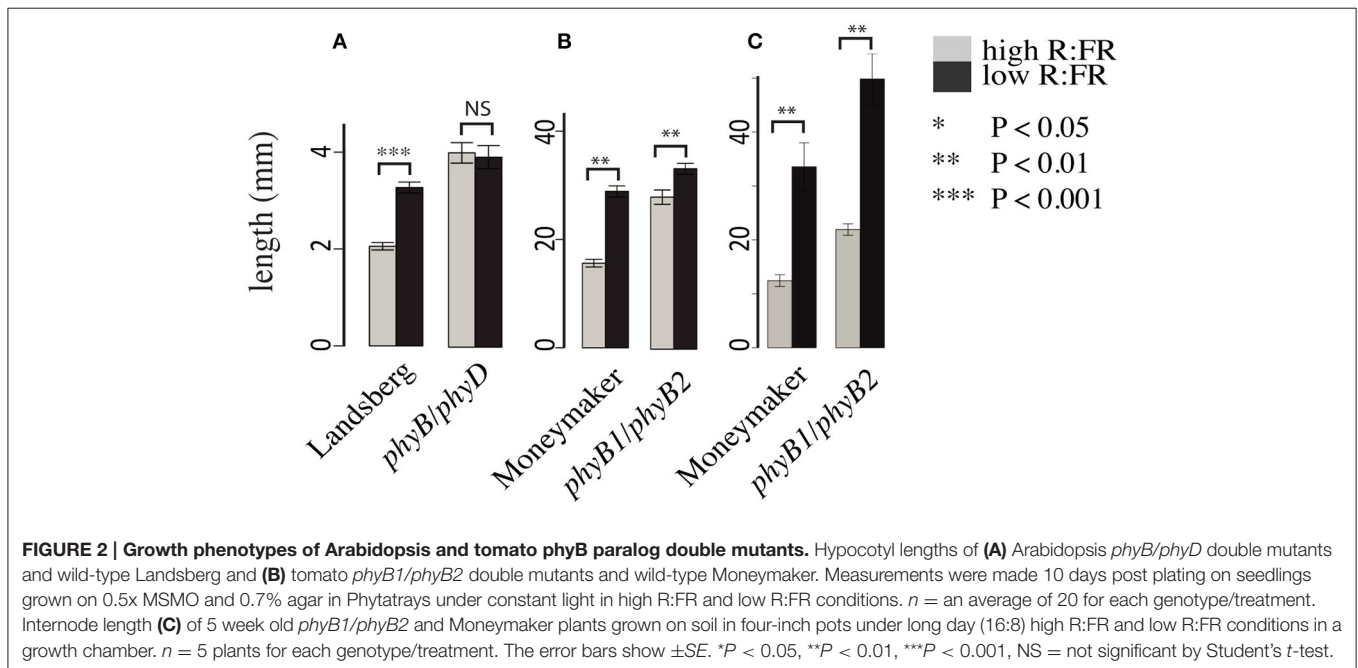 A
B
C
high R:FR
low R:FR
* P < 0.05
** P < 0.01
*** P < 0.001
length (mm)
0
2
4
***
NS
Landsberg
phyB/phyD
0
20
40
**
**
Moneymaker
phyB1/phyB2
0
20
40
**
**
Moneymaker
phyB1/phyB2
FIGURE 2 | Growth phenotypes of Arabidopsis and tomato phyB paralog double mutants. Hypocotyl lengths of (A) Arabidopsis phyB/phyD double mutants
and wild-type Landsberg and (B) tomato phyB1/phyB2 double mutants and wild-type Moneymaker. Measurements were made 10 days post plating on seedlings
grown on 0.5x MSMO and 0.7% agar in Phytatrays under constant light in high R:FR and low R:FR conditions. n = an average of 20 for each genotype/treatment.
Internode length (C) of 5 week old phyB1/phyB2 and Moneymaker plants grown on soil in four-inch pots under long day (16:8) high R:FR and low R:FR conditions in a
growth chamber. n = 5 plants for each genotype/treatment. The error bars show ±SE. *P < 0.05, **P < 0.01, ***P < 0.001, NS = not significant by Student's t-test.